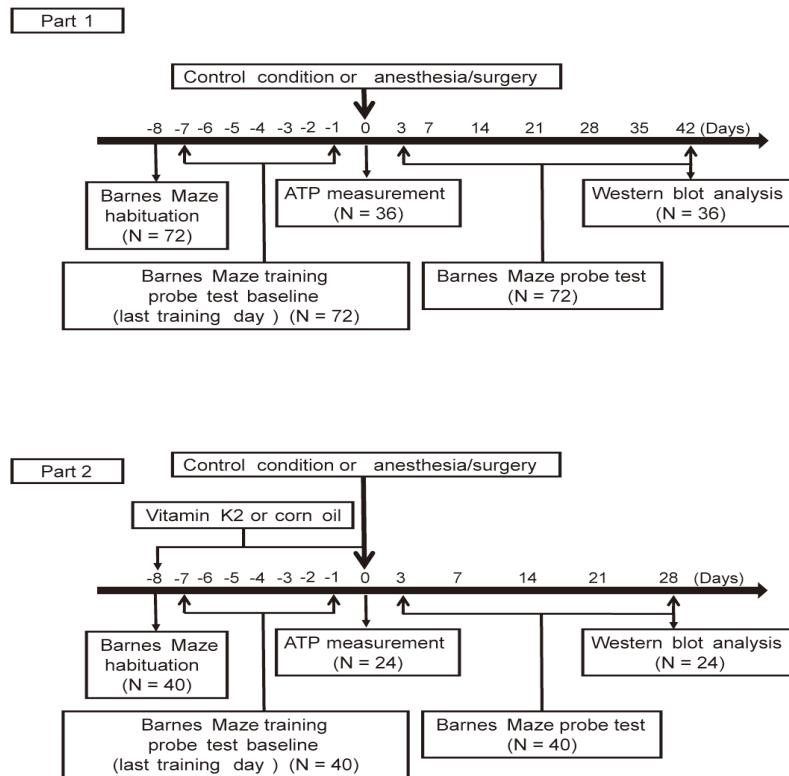 Part 1
Control condition or anesthesia/surgery
-8 -7 -6 -5 -4 -3 -2 -1 0 3 7 14 21 28 35 42 (Days)
Barnes Maze
habituation
(N = 72)
ATP measurement
(N = 36)
Western blot analysis
(N = 36)
Barnes Maze training
probe test baseline
(last training day ) (N = 72)
Barnes Maze probe test
(N = 72)
Part 2
Control condition or anesthesia/surgery
Vitamin K2 or corn oil
-8 -7 -6 -5 -4 -3 -2 -1 0 3 7 14 21 28 (Days)
Barnes Maze
habituation
(N = 40)
ATP measurement
(N = 24)
Western blot analysis
(N = 24)
Barnes Maze training
probe test baseline
(last training day ) (N = 40)
Barnes Maze probe test
(N = 40)